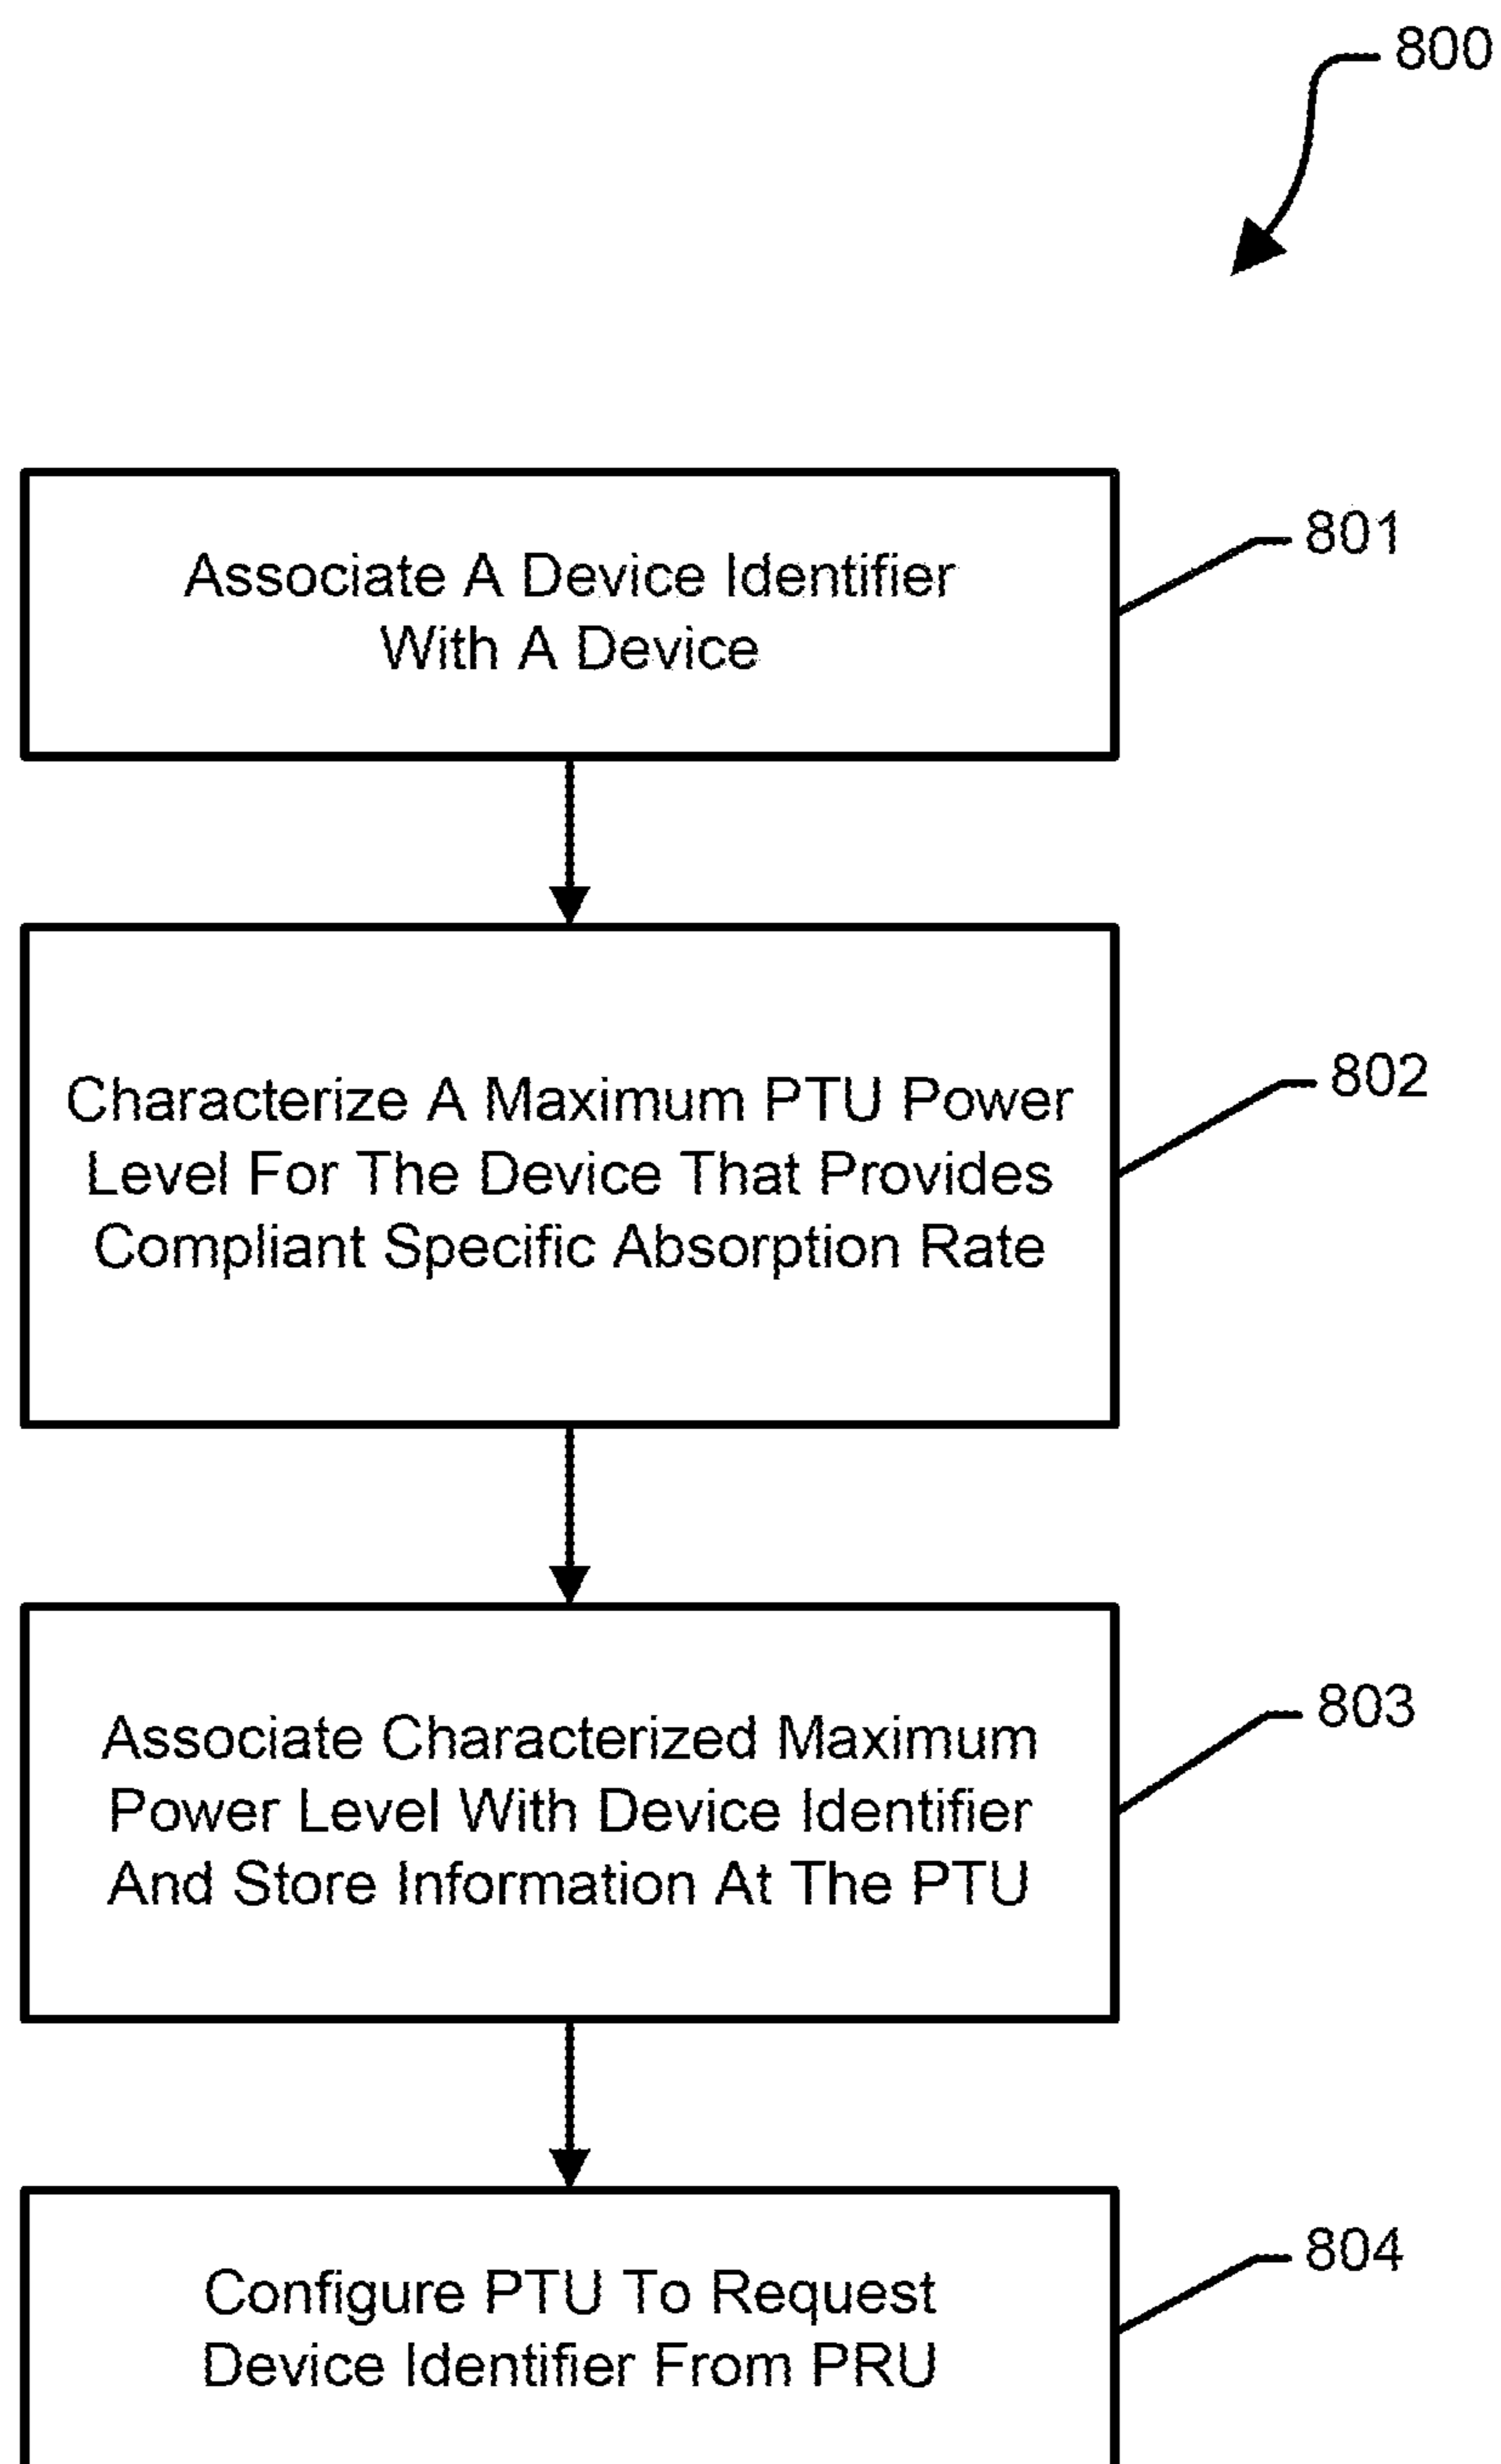 800
Associate A Device Identifier
With A Device
801
Characterize A Maximum PTU Power
Level For The Device That Provides
Compliant Specific Absorption Rate
802
Associate Characterized Maximum
Power Level With Device Identifier
And Store Information At The PTU
803
Configure PTU To Request
Device Identifier From PRU
804